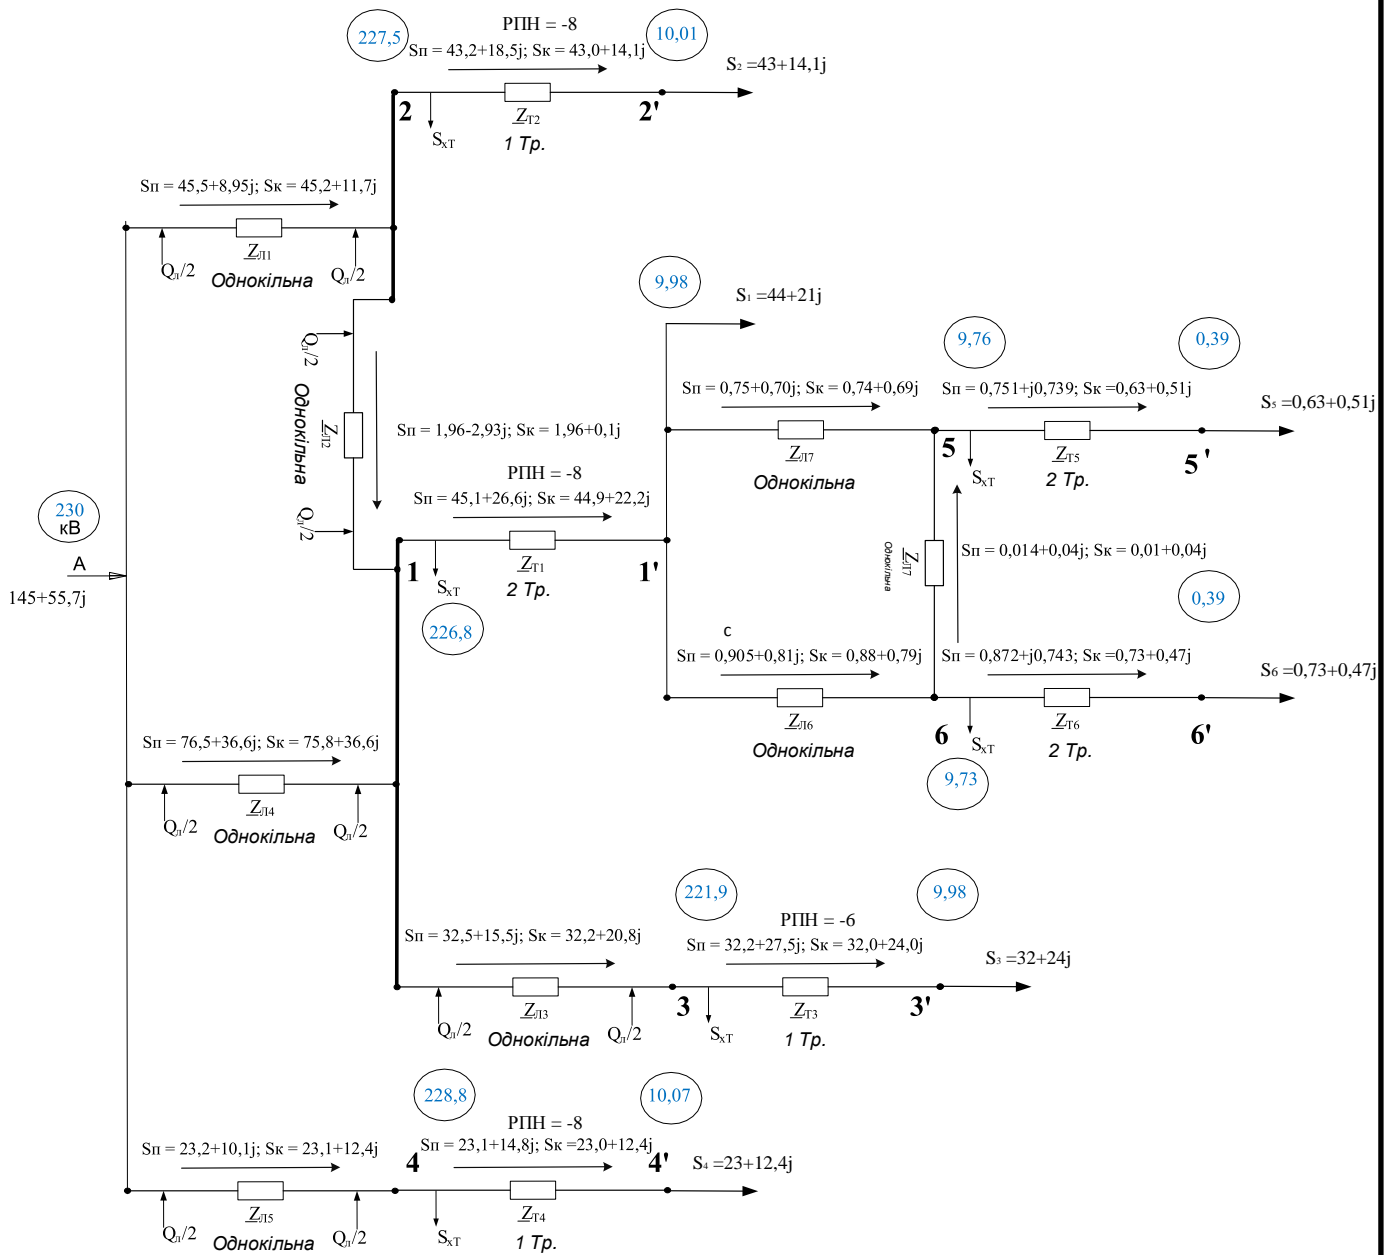 РПН = -8
227,5
10,01
Sп = 43,2+18,5j; Sк = 43,0+14,1j
S2 =43+14,1j
2
2'
SхТ
ZТ2
1 Тр.
Sп = 45,5+8,95j; Sк = 45,2+11,7j
ZЛ1
Qл/2
Qл/2
Однокільна
9,98
S1 =44+21j
Qл/2
9,76
0,39
Однокільна
ZЛ2
Sп = 0,75+0,70j; Sк = 0,74+0,69j
Sп = 0,751+j0,739; Sк =0,63+0,51j
S5 =0,63+0,51j
Sп = 1,96-2,93j; Sк = 1,96+0,1j
5
5'
ZЛ7
ZТ5
Однокільна
SхТ
2 Тр.
РПН = -8
Sп = 45,1+26,6j; Sк = 44,9+22,2j
Qл/2
230
кВ
A
145+55,7j
1
1'
SхТ
ZТ1
2 Тр.
Однокільна
ZЛ7
Sп = 0,014+0,04j; Sк = 0,01+0,04j
0,39
226,8
с
Sп = 0,905+0,81j; Sк = 0,88+0,79j
Sп = 0,872+j0,743; Sк =0,73+0,47j
S6 =0,73+0,47j
ZЛ6
Однокільна
6
6'
SхТ
ZТ6
2 Тр.
9,73
Sп = 76,5+36,6j; Sк = 75,8+36,6j
ZЛ4
Qл/2
Qл/2
Однокільна
221,9
9,98
РПН = -6
Sп = 32,5+15,5j; Sк = 32,2+20,8j
Sп = 32,2+27,5j; Sк = 32,0+24,0j
S3 =32+24j
3
3'
ZЛ3
ZТ3
Qл/2
Qл/2
SхТ
Однокільна
1 Тр.
228,8
10,07
РПН = -8
Sп = 23,2+10,1j; Sк = 23,1+12,4j
Sп = 23,1+14,8j; Sк =23,0+12,4j
4
4'
S4 =23+12,4j
ZЛ5
ZТ4
Qл/2
Qл/2
SхТ
Однокільна
1 Тр.